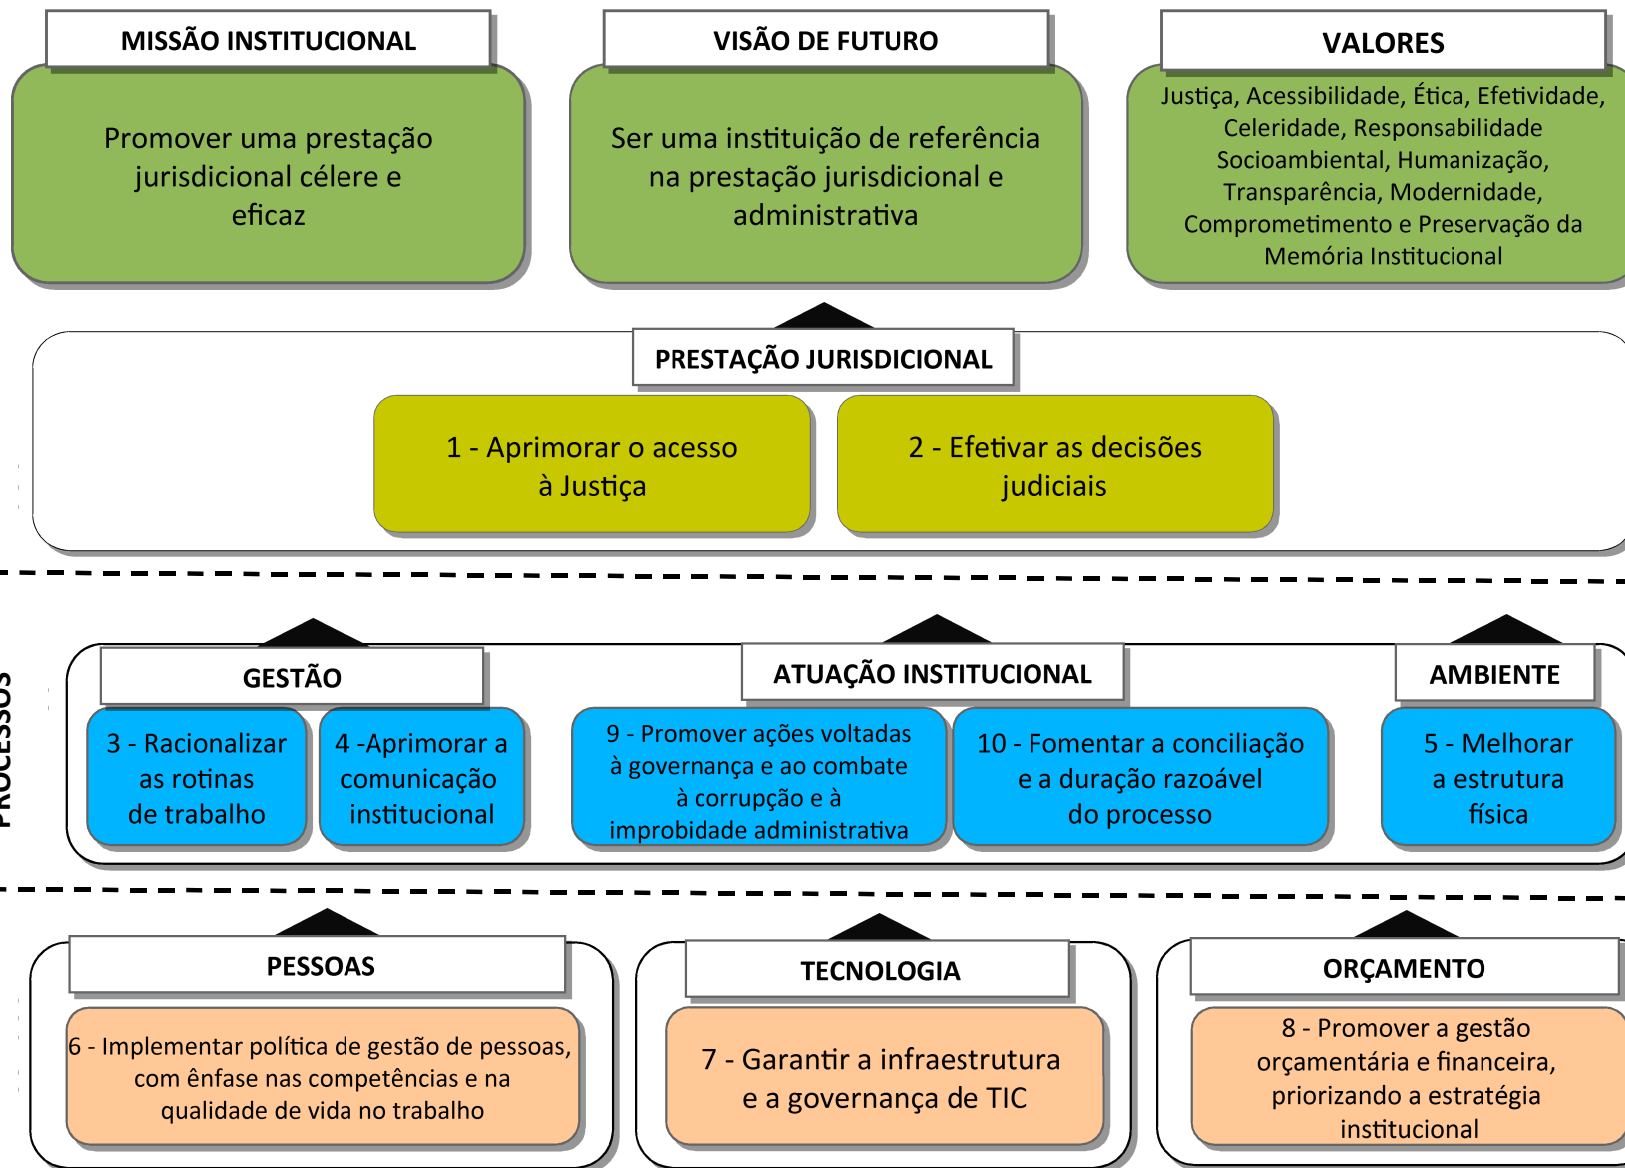 MISSÃO INSTITUCIONAL
Promover uma prestação
jurisdicional célere e
eficaz
VISÃO DE FUTURO
Ser uma instituição de referência
na prestação jurisdicional e
administrativa
VALORES
Justiça, Acessibilidade, Ética, Efetividade,
Celeridade, Responsabilidade
Socioambiental, Humanização,
Transparência, Modernidade,
Comprometimento e Preservação da
Memória Institucional
PRESTAÇÃO JURISDICIONAL
1 - Aprimorar o acesso
à Justiça
2 - Efetivar as decisões
judiciais
PROCESSOS
GESTÃO
3 - Racionalizar
as rotinas
de trabalho
4 -Aprimorar a
comunicação
institucional
ATUAÇÃO INSTITUCIONAL
9 - Promover ações voltadas
à governança e ao combate
à corrupção e à
improbidade administrativa
10 - Fomentar a conciliação
e a duração razoável
do processo
AMBIENTE
5 - Melhorar
a estrutura
física
PESSOAS
6 - Implementar política de gestão de pessoas,
com ênfase nas competências e na
qualidade de vida no trabalho
TECNOLOGIA
7 - Garantir a infraestrutura
e a governança de TIC
ORÇAMENTO
8 - Promover a gestão
orçamentária e financeira,
priorizando a estratégia
institucional